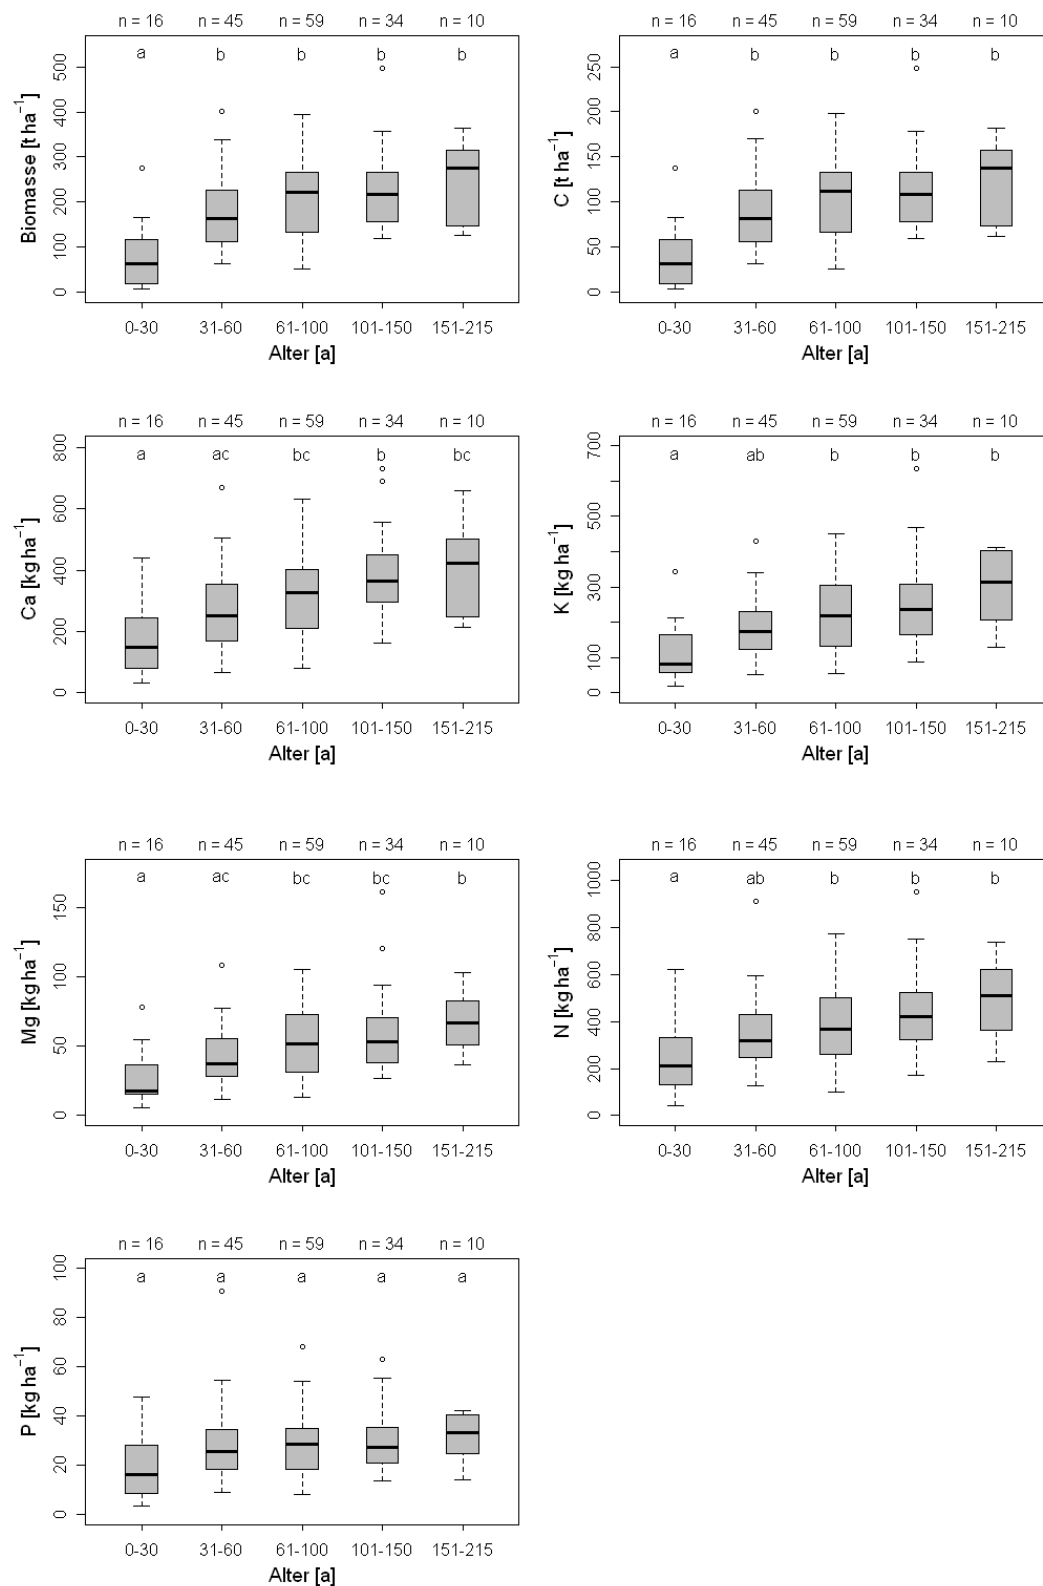 n = 16 n = 45 n = 59 n = 34 n = 10
a b b b b
Biomasse [t ha⁻¹]
500
400
300
200
100
0
0-30 31-60 61-100 101-150 151-215
Alter [a]
n = 16 n = 45 n = 59 n = 34 n = 10
a b b b b
C [t ha⁻¹]
250
200
150
100
50
0
0-30 31-60 61-100 101-150 151-215
Alter [a]
n = 16 n = 45 n = 59 n = 34 n = 10
a ac bc b bc
Ca [kg ha⁻¹]
800
600
400
200
0
0-30 31-60 61-100 101-150 151-215
Alter [a]
n = 16 n = 45 n = 59 n = 34 n = 10
a ab b b b
K [kg ha⁻¹]
700
500
300
100
0
0-30 31-60 61-100 101-150 151-215
Alter [a]
n = 16 n = 45 n = 59 n = 34 n = 10
a ac bc bc b
Mg [kg ha⁻¹]
150
100
50
0
0-30 31-60 61-100 101-150 151-215
Alter [a]
n = 16 n = 45 n = 59 n = 34 n = 10
a ab b b b
N [kg ha⁻¹]
1000
800
600
400
200
0
0-30 31-60 61-100 101-150 151-215
Alter [a]
n = 16 n = 45 n = 59 n = 34 n = 10
a a a a a
P [kg ha⁻¹]
100
80
60
40
20
0
0-30 31-60 61-100 101-150 151-215
Alter [a]